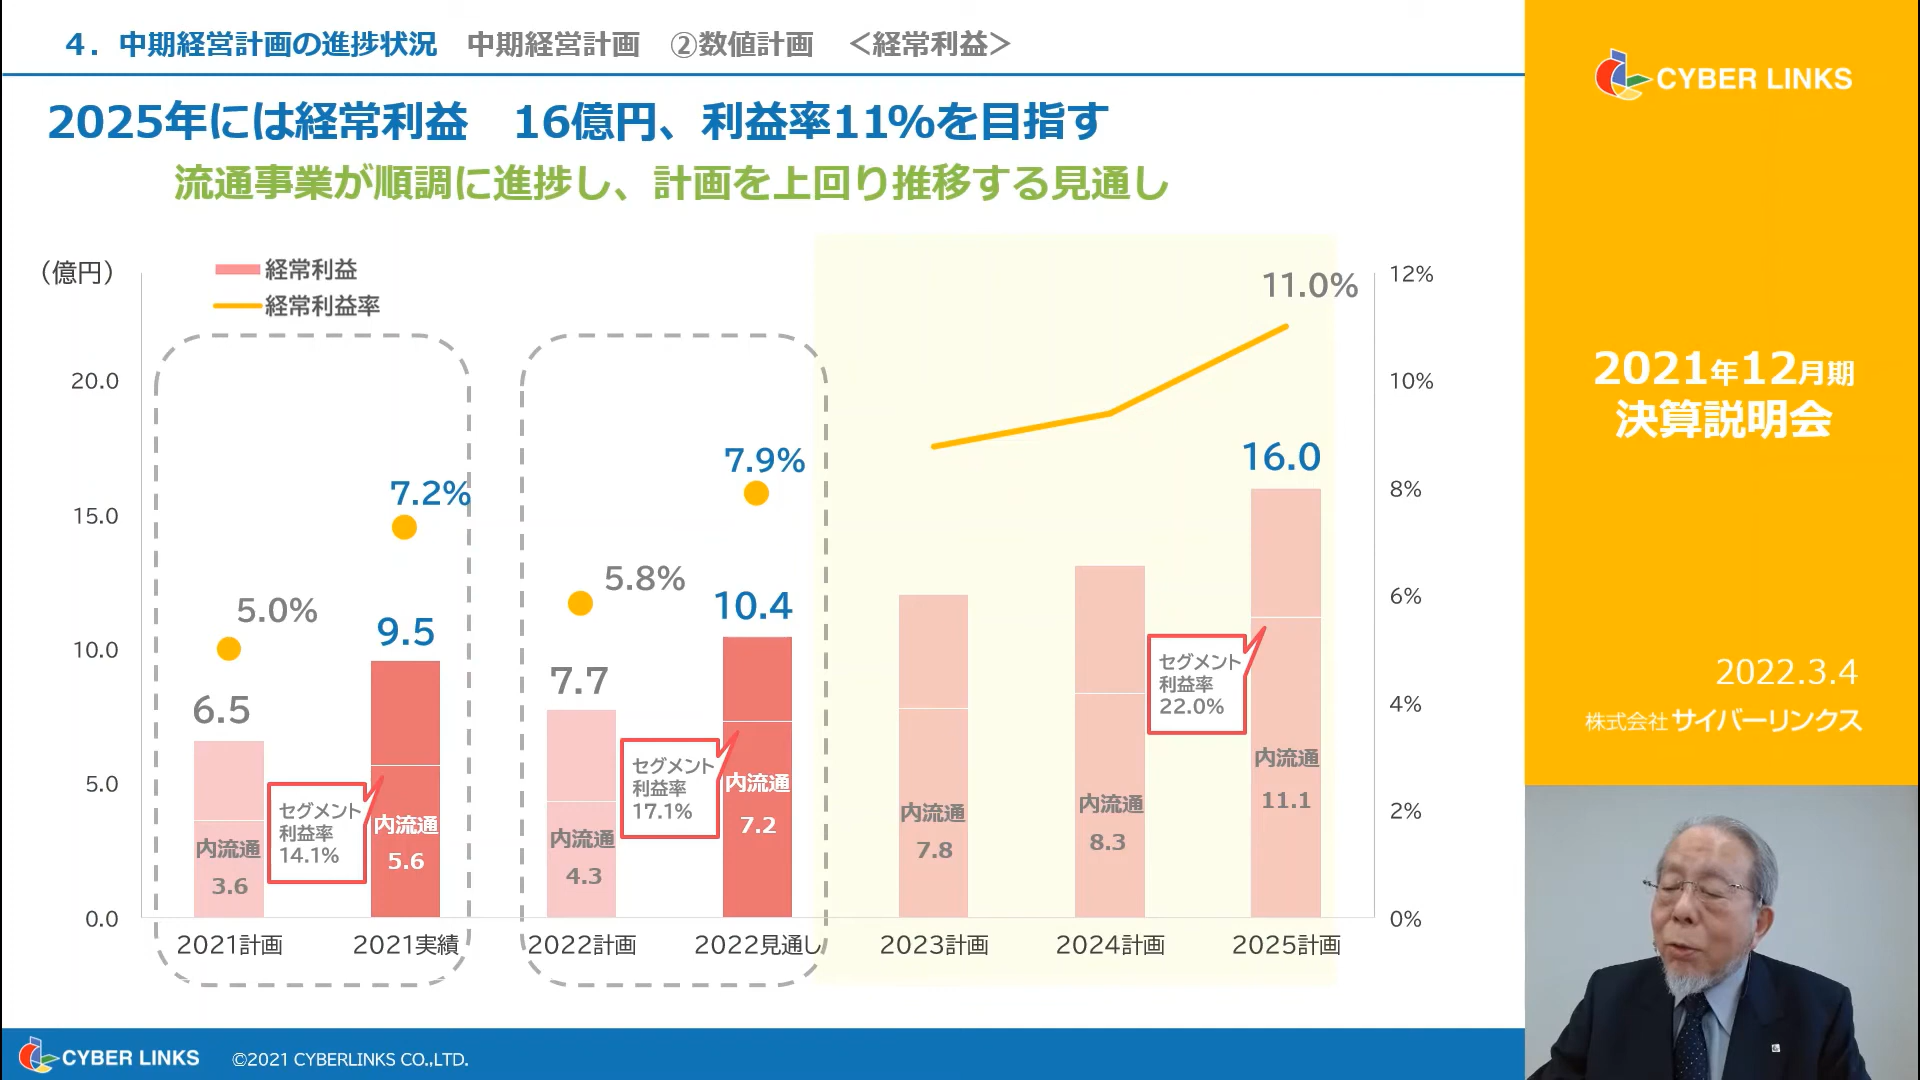 4．中期経営計画の進捗状況　中期経営計画　②数値計画　＜経常利益＞
2025年には経常利益　16億円、利益率11%を目指す
流通事業が順調に進捗し、計画を上回り推移する見通し
（億円）
経常利益
経常利益率
20.0
15.0
10.0
5.0
0.0
12%
10%
8%
6%
4%
2%
0%
5.0%
6.5
内流通
3.6
2021計画
7.2%
9.5
セグメント
利益率
14.1%
内流通
5.6
2021実績
5.8%
7.7
内流通
4.3
2022計画
7.9%
10.4
セグメント
利益率
17.1%
内流通
7.2
2022見通し
内流通
7.8
2023計画
内流通
8.3
2024計画
11.0%
16.0
セグメント
利益率
22.0%
内流通
11.1
2025計画
CYBER LINKS
©2021 CYBERLINKS CO.,LTD.
CYBER LINKS
2021年12月期
決算説明会
2022.3.4
株式会社サイバーリンクス